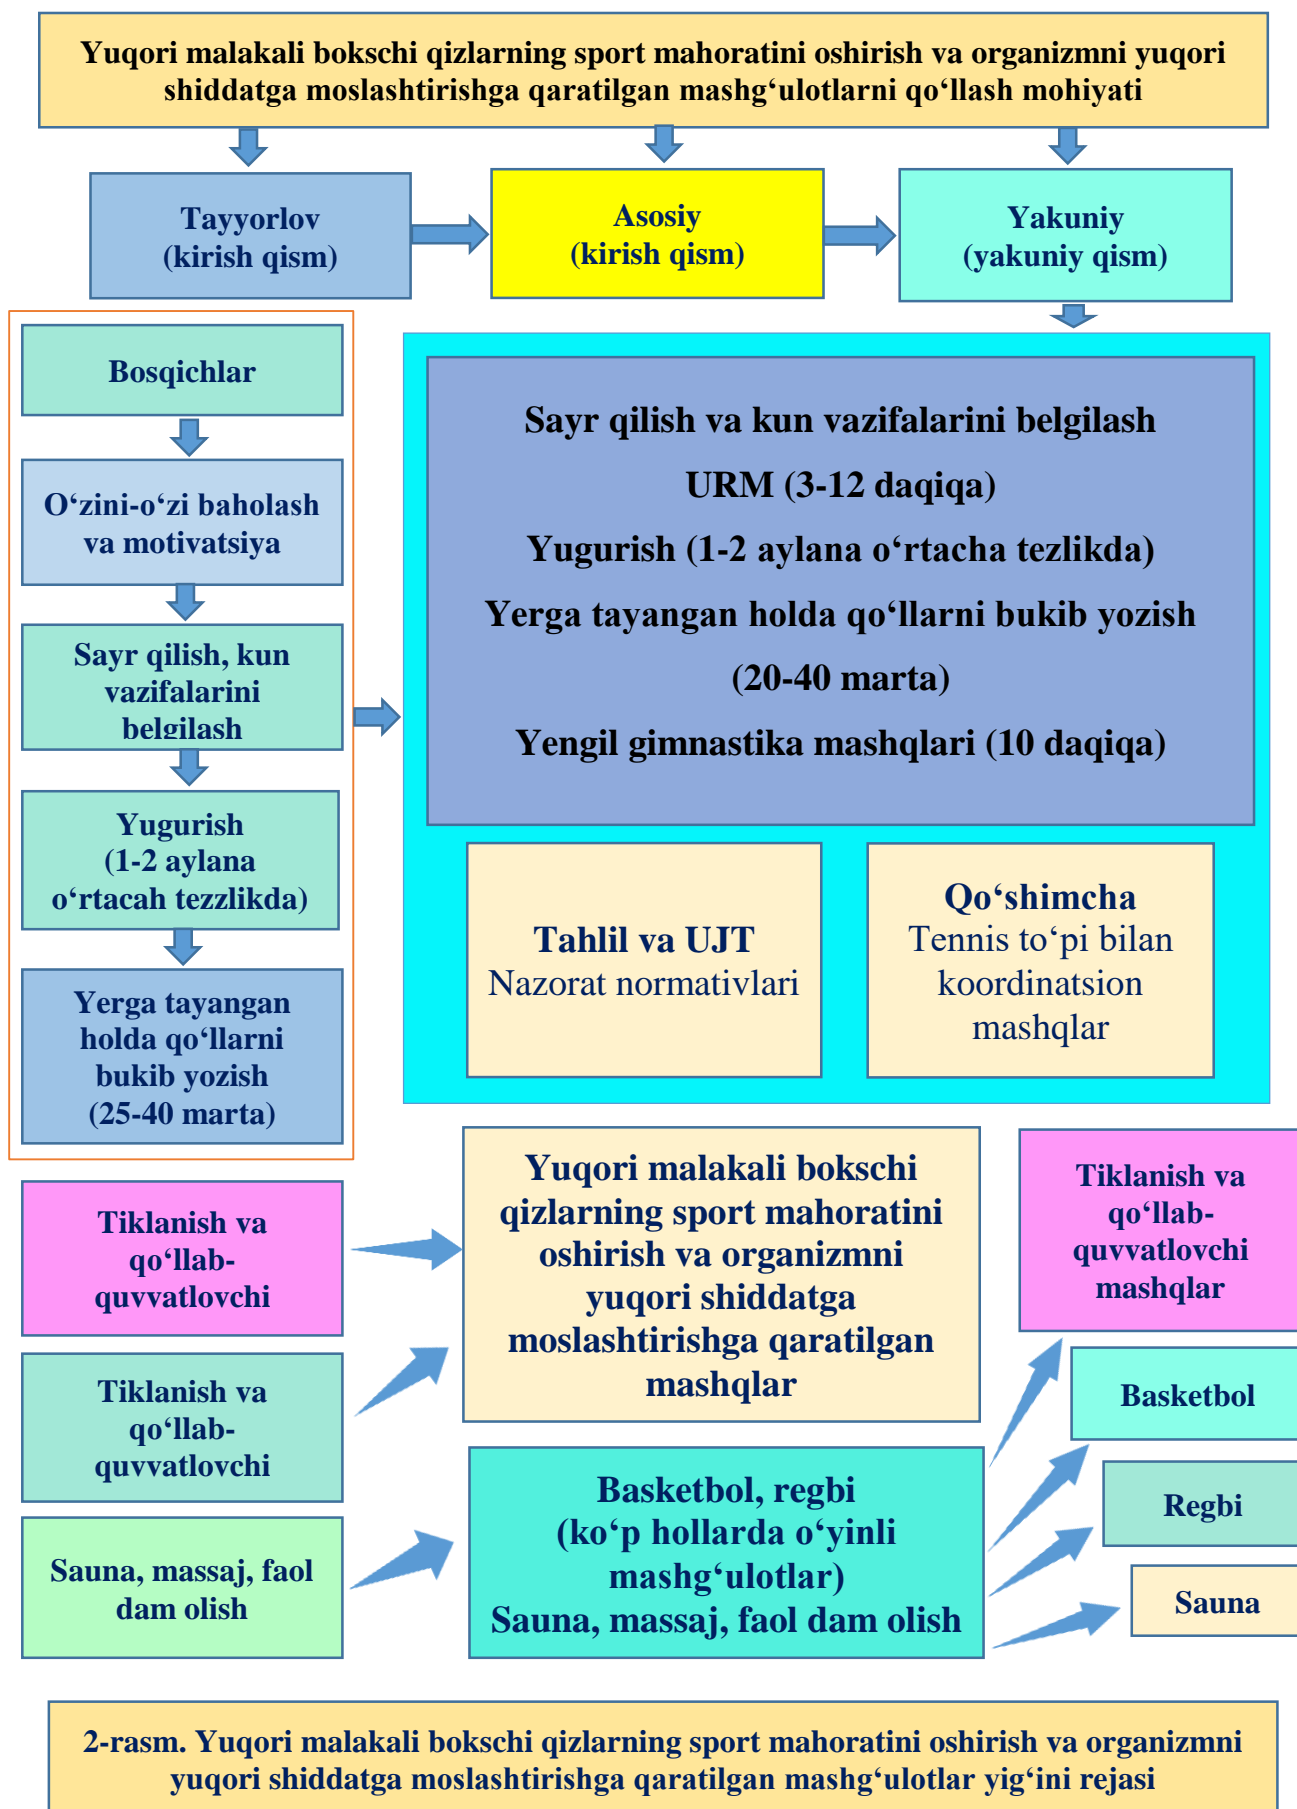 Yuqori malakali bokschi qizlarning sport mahoratini oshirish va organizmni yuqori
shiddatga moslashtirishga qaratilgan mashg‘ulotlarni qo‘llash mohiyati
Tayyorlov
(kirish qism)
Asosiy
(kirish qism)
Yakuniy
(yakuniy qism)
Bosqichlar
O‘zini-o‘zi baholash
va motivatsiya
Sayr qilish, kun
vazifalarini
belgilash
Yugurish
(1-2 aylana
o‘rtacah tezzlikda)
Yerga tayangan
holda qo‘llarni
bukib yozish
(25-40 marta)
Sayr qilish va kun vazifalarini belgilash
URM (3-12 daqiqa)
Yugurish (1-2 aylana o‘rtacha tezlikda)
Yerga tayangan holda qo‘llarni bukib yozish
(20-40 marta)
Yengil gimnastika mashqlari (10 daqiqa)
Tahlil va UJT
Nazorat normativlari
Qo‘shimcha
Tennis to‘pi bilan
koordinatsion
mashqlar
Tiklanish va
qo‘llab-
quvvatlovchi
Tiklanish va
qo‘llab-
quvvatlovchi
Sauna, massaj, faol
dam olish
Yuqori malakali bokschi
qizlarning sport mahoratini
oshirish va organizmni
yuqori shiddatga
moslashtirishga qaratilgan
mashqlar
Basketbol, regbi
(ko‘p hollarda o‘yinli
mashg‘ulotlar)
Sauna, massaj, faol dam olish
Tiklanish va
qo‘llab-
quvvatlovchi
mashqlar
Basketbol
Regbi
Sauna
2-rasm. Yuqori malakali bokschi qizlarning sport mahoratini oshirish va organizmni
yuqori shiddatga moslashtirishga qaratilgan mashg‘ulotlar yig‘ini rejasi